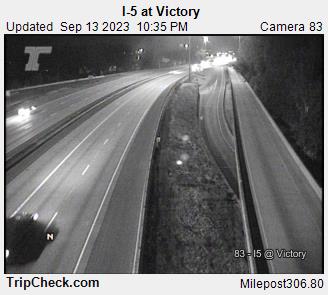 I-5 at Victory
Updated Sep 13 2023 10:35 PM Camera 83
T
N
83 - I5 @ Victory
TripCheck.com Milepost306.80